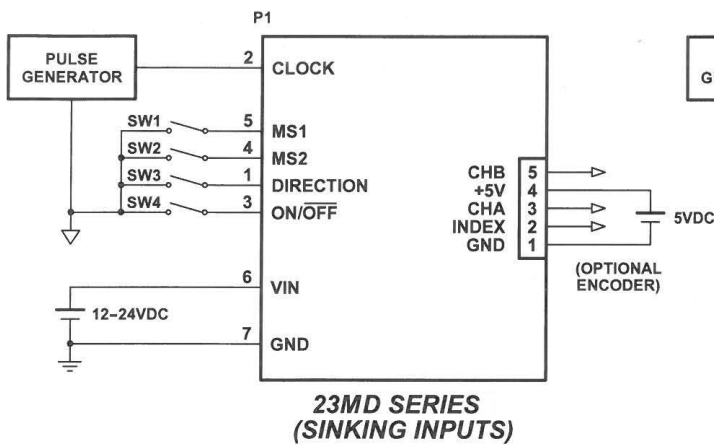 P1
PULSE
GENERATOR
2
CLOCK
SW1
5
MS1
SW2
4
MS2
SW3
1
DIRECTION
SW4
3
ON/OFF
CHB 5
+5V 4
CHA 3
INDEX 2
GND 1
5VDC
(OPTIONAL
ENCODER)
6
VIN
12–24VDC
7
GND
23MD SERIES
(SINKING INPUTS)
G